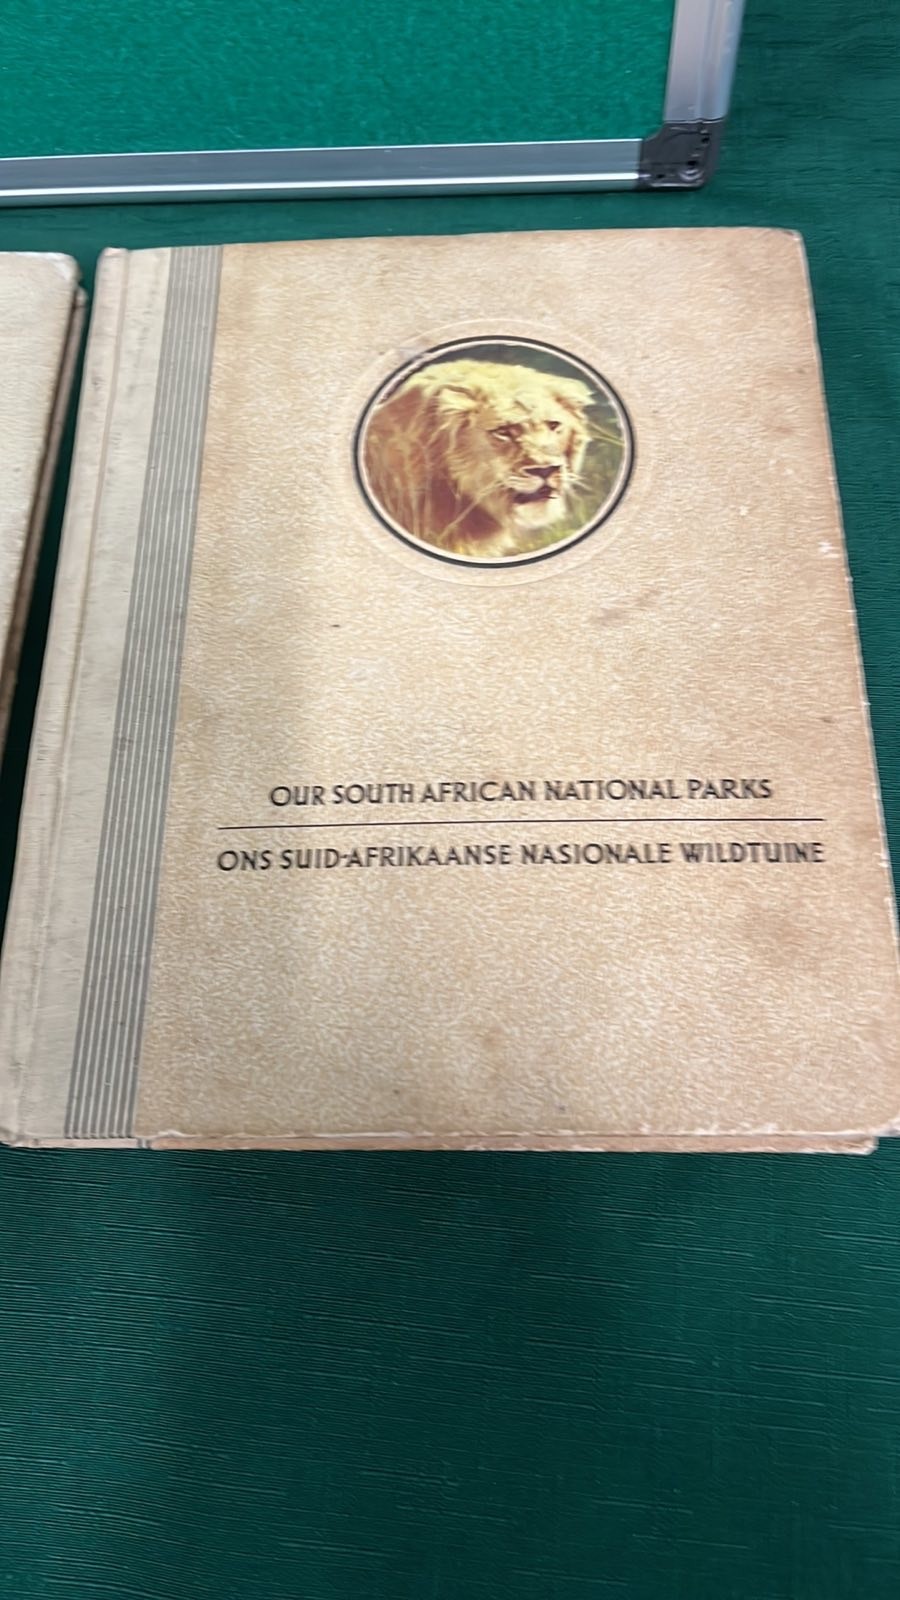 OUR SOUTH AFRICAN NATIONAL PARKS
ONS SUID-AFRIKAANSE NASIONALE WILDTUINE